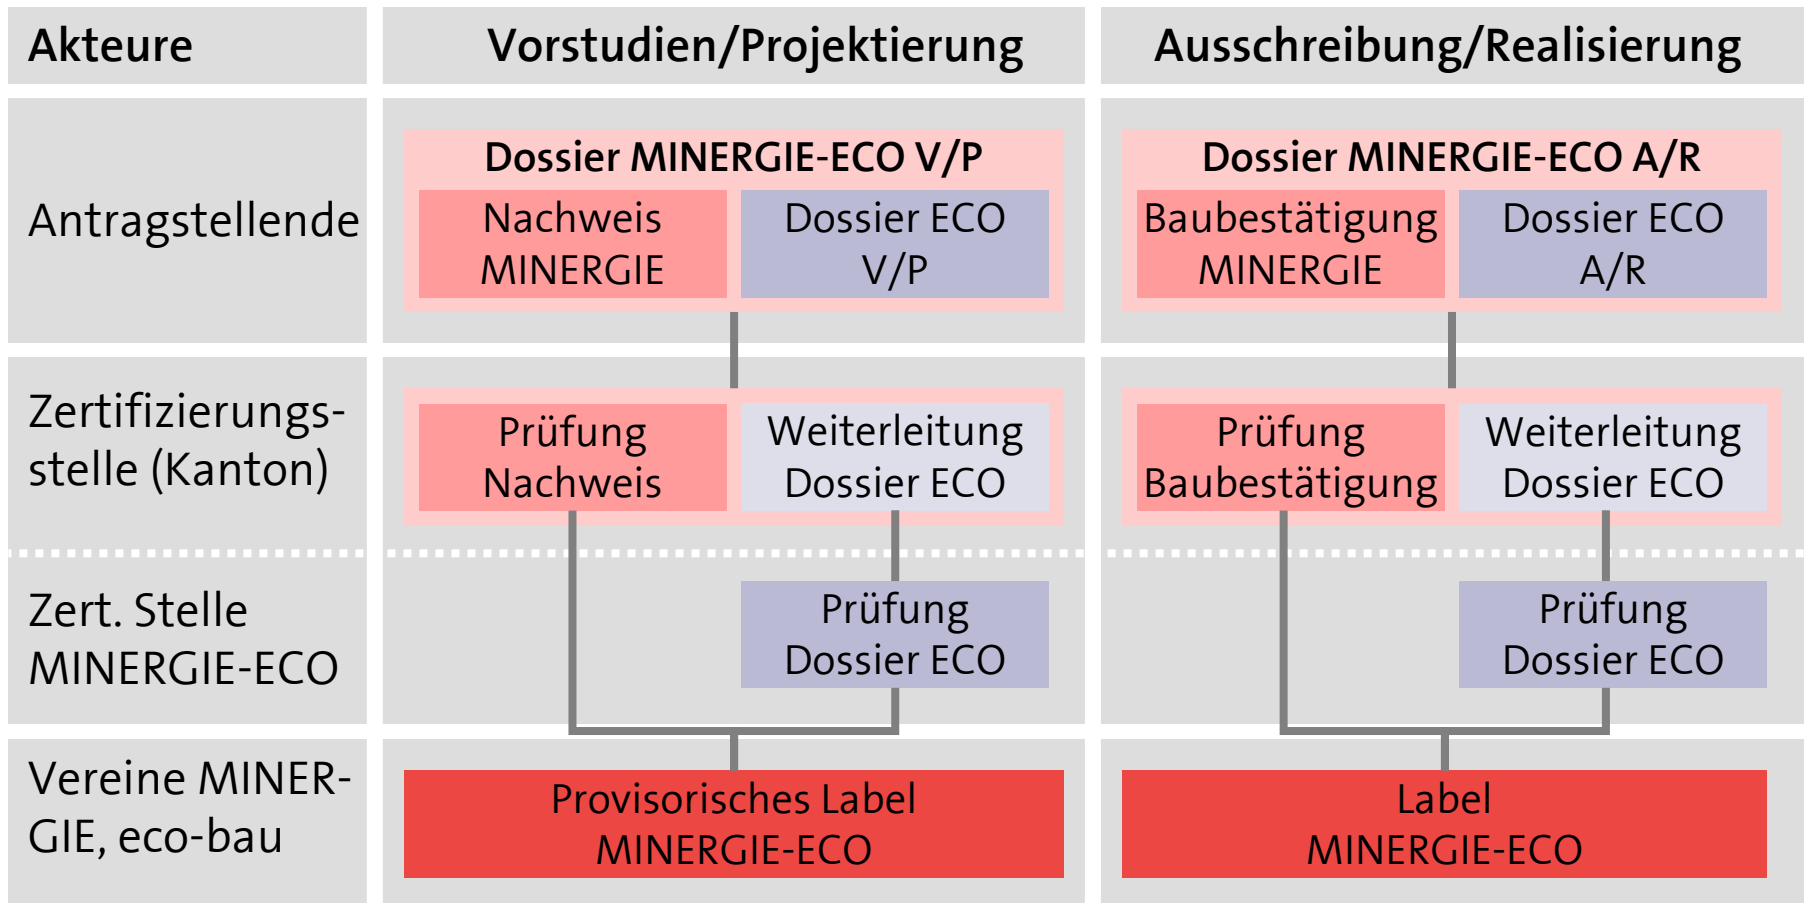 Akteure
Vorstudien/Projektierung
Ausschreibung/Realisierung
Antragstellende
Dossier MINERGIE-ECO V/P
Nachweis
MINERGIE
Dossier ECO
V/P
Dossier MINERGIE-ECO A/R
Baubestätigung
MINERGIE
Dossier ECO
A/R
Zertifizierungs-
stelle (Kanton)
Prüfung
Nachweis
Weiterleitung
Dossier ECO
Prüfung
Baubestätigung
Weiterleitung
Dossier ECO
Zert. Stelle
MINERGIE-ECO
Prüfung
Dossier ECO
Prüfung
Dossier ECO
Vereine MINER-
GIE, eco-bau
Provisorisches Label
MINERGIE-ECO
Label
MINERGIE-ECO